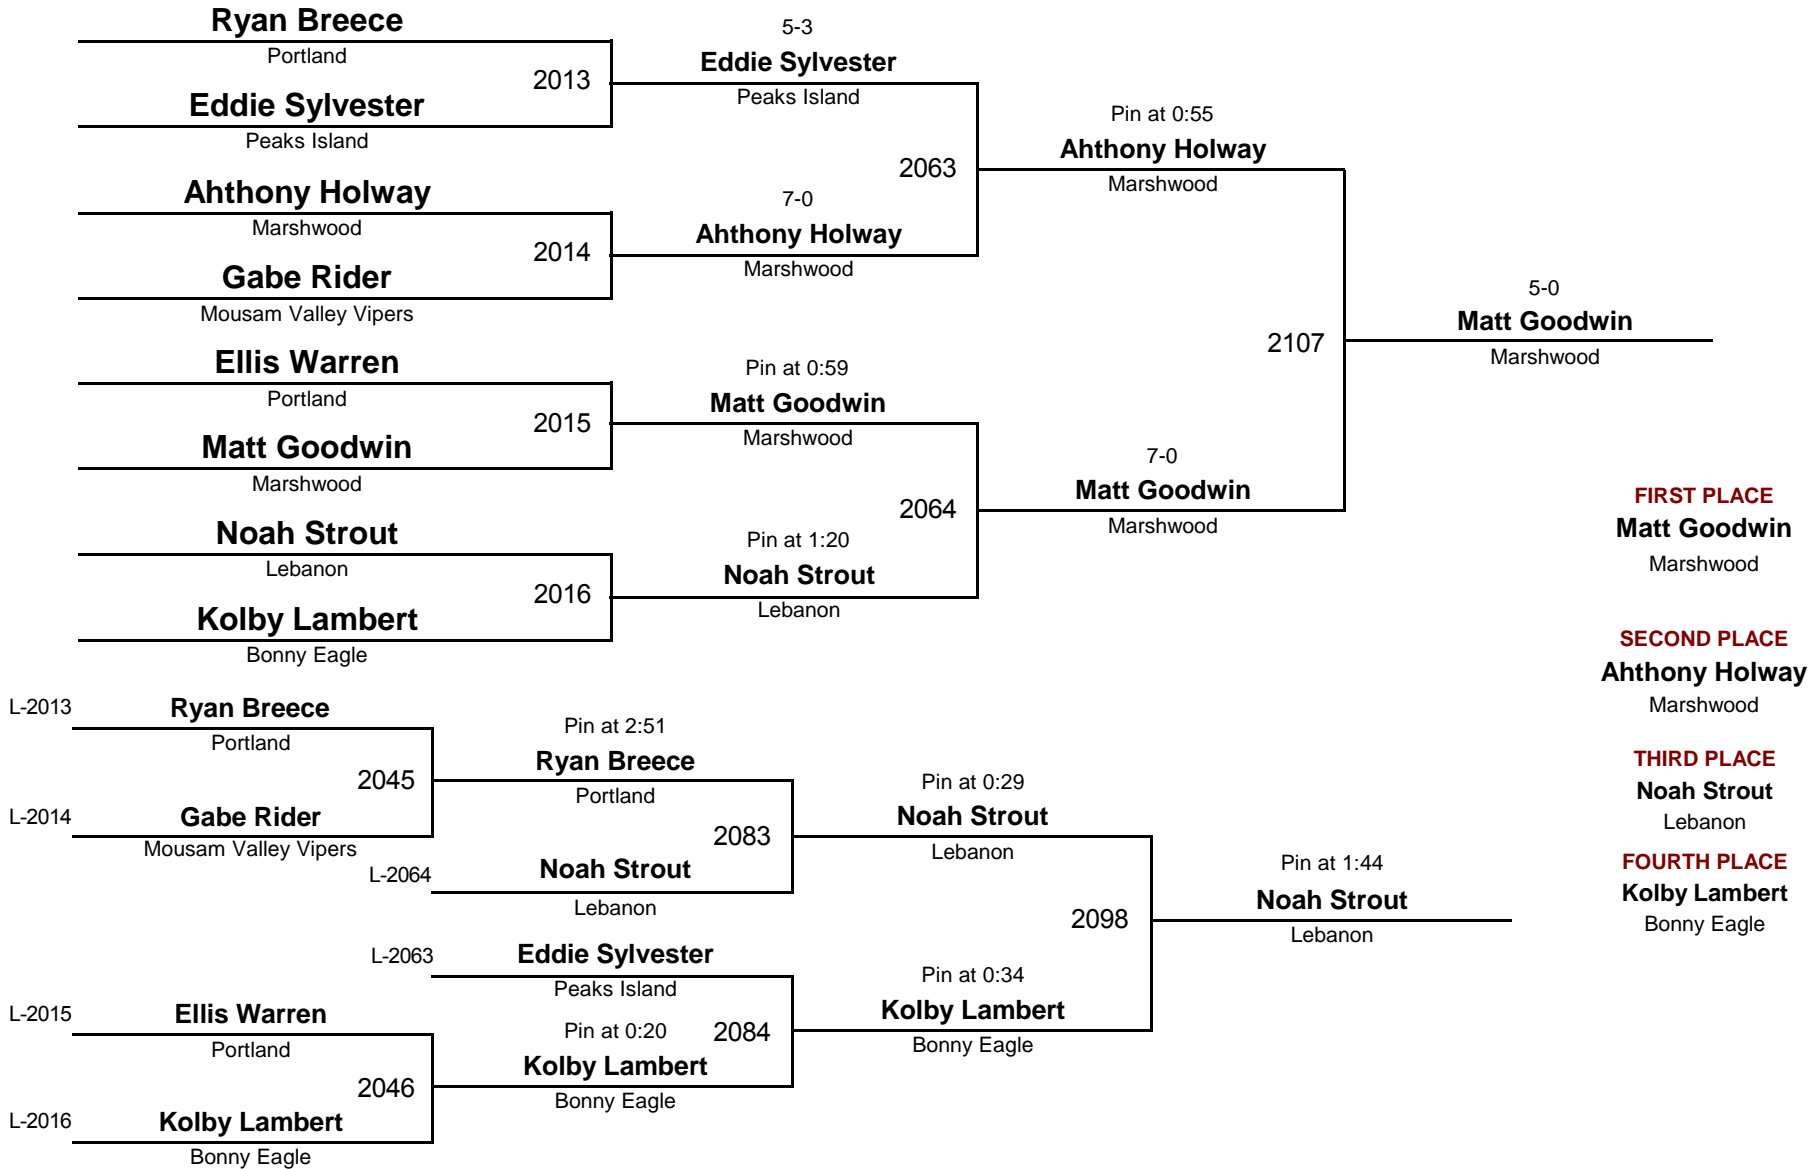 Ryan Breece
Portland
2013
Eddie Sylvester
Peaks Island
Ahthony Holway
Marshwood
2014
Gabe Rider
Mousam Valley Vipers
Ellis Warren
Portland
2015
Matt Goodwin
Marshwood
Noah Strout
Lebanon
2016
Kolby Lambert
Bonny Eagle
5-3
Eddie Sylvester
Peaks Island
2063
7-0
Ahthony Holway
Marshwood
Pin at 0:59
Matt Goodwin
Marshwood
2064
Pin at 1:20
Noah Strout
Lebanon
Pin at 0:55
Ahthony Holway
Marshwood
2107
7-0
Matt Goodwin
Marshwood
5-0
Matt Goodwin
Marshwood
FIRST PLACE
Matt Goodwin
Marshwood
SECOND PLACE
Ahthony Holway
Marshwood
THIRD PLACE
Noah Strout
Lebanon
FOURTH PLACE
Kolby Lambert
Bonny Eagle
L-2013
Ryan Breece
Portland
2045
L-2014
Gabe Rider
Mousam Valley Vipers
Pin at 2:51
Ryan Breece
Portland
2083
L-2064
Noah Strout
Lebanon
L-2063
Eddie Sylvester
Peaks Island
2084
L-2015
Ellis Warren
Portland
2046
L-2016
Kolby Lambert
Bonny Eagle
Pin at 0:20
Kolby Lambert
Bonny Eagle
Pin at 0:29
Noah Strout
Lebanon
2098
Pin at 0:34
Kolby Lambert
Bonny Eagle
Pin at 1:44
Noah Strout
Lebanon